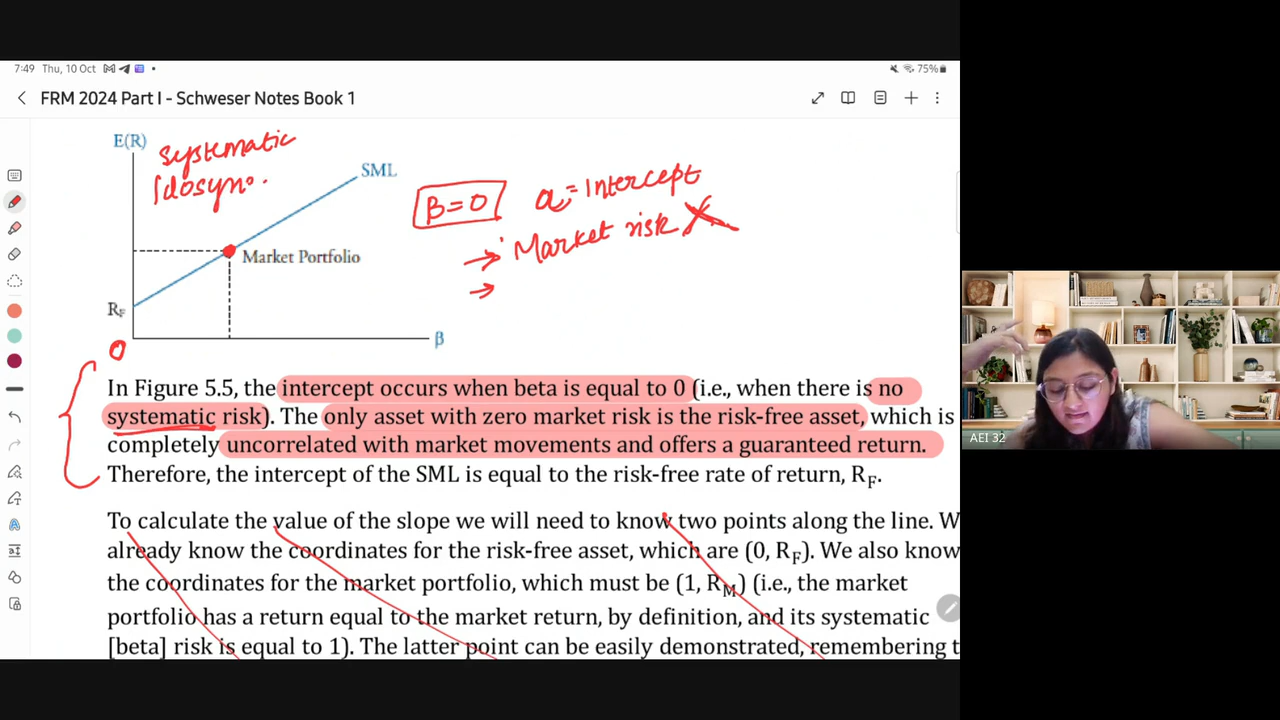 7:49 Thu, 10 Oct 75%
FRM 2024 Part I - Schweser Notes Book 1
E(R)
systematic
SML
β=0
a = Intercept
→ Market risk
→
Market Portfolio
RF
β
0
In Figure 5.5, the intercept occurs when beta is equal to 0 (i.e., when there is no
systematic risk). The only asset with zero market risk is the risk-free asset, which is
completely uncorrelated with market movements and offers a guaranteed return.
Therefore, the intercept of the SML is equal to the risk-free rate of return, RF.
To calculate the value of the slope we will need to know two points along the line. W
already know the coordinates for the risk-free asset, which are (0, RF). We also know
the coordinates for the market portfolio, which must be (1, RM) (i.e., the market
portfolio has a return equal to the market return, by definition, and its systematic
[beta] risk is equal to 1). The latter point can be easily demonstrated, remembering t
AEI 32